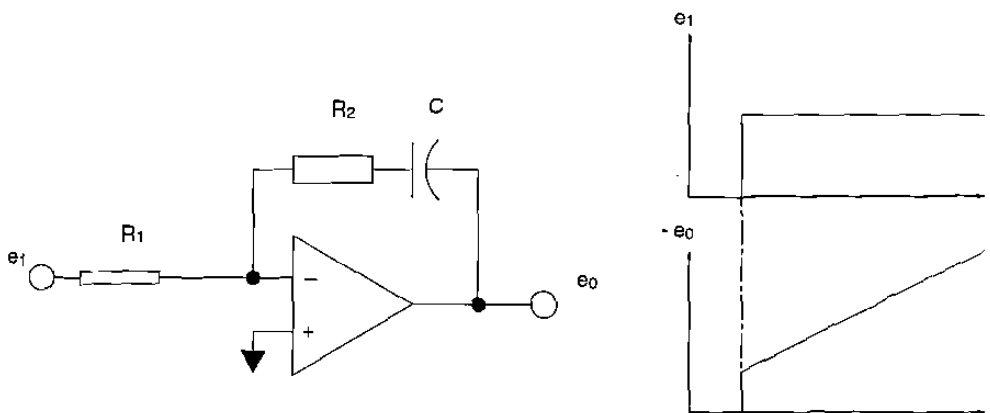 e₁
R₂ C
R₁
e₁
−
+
e₀
- e₀